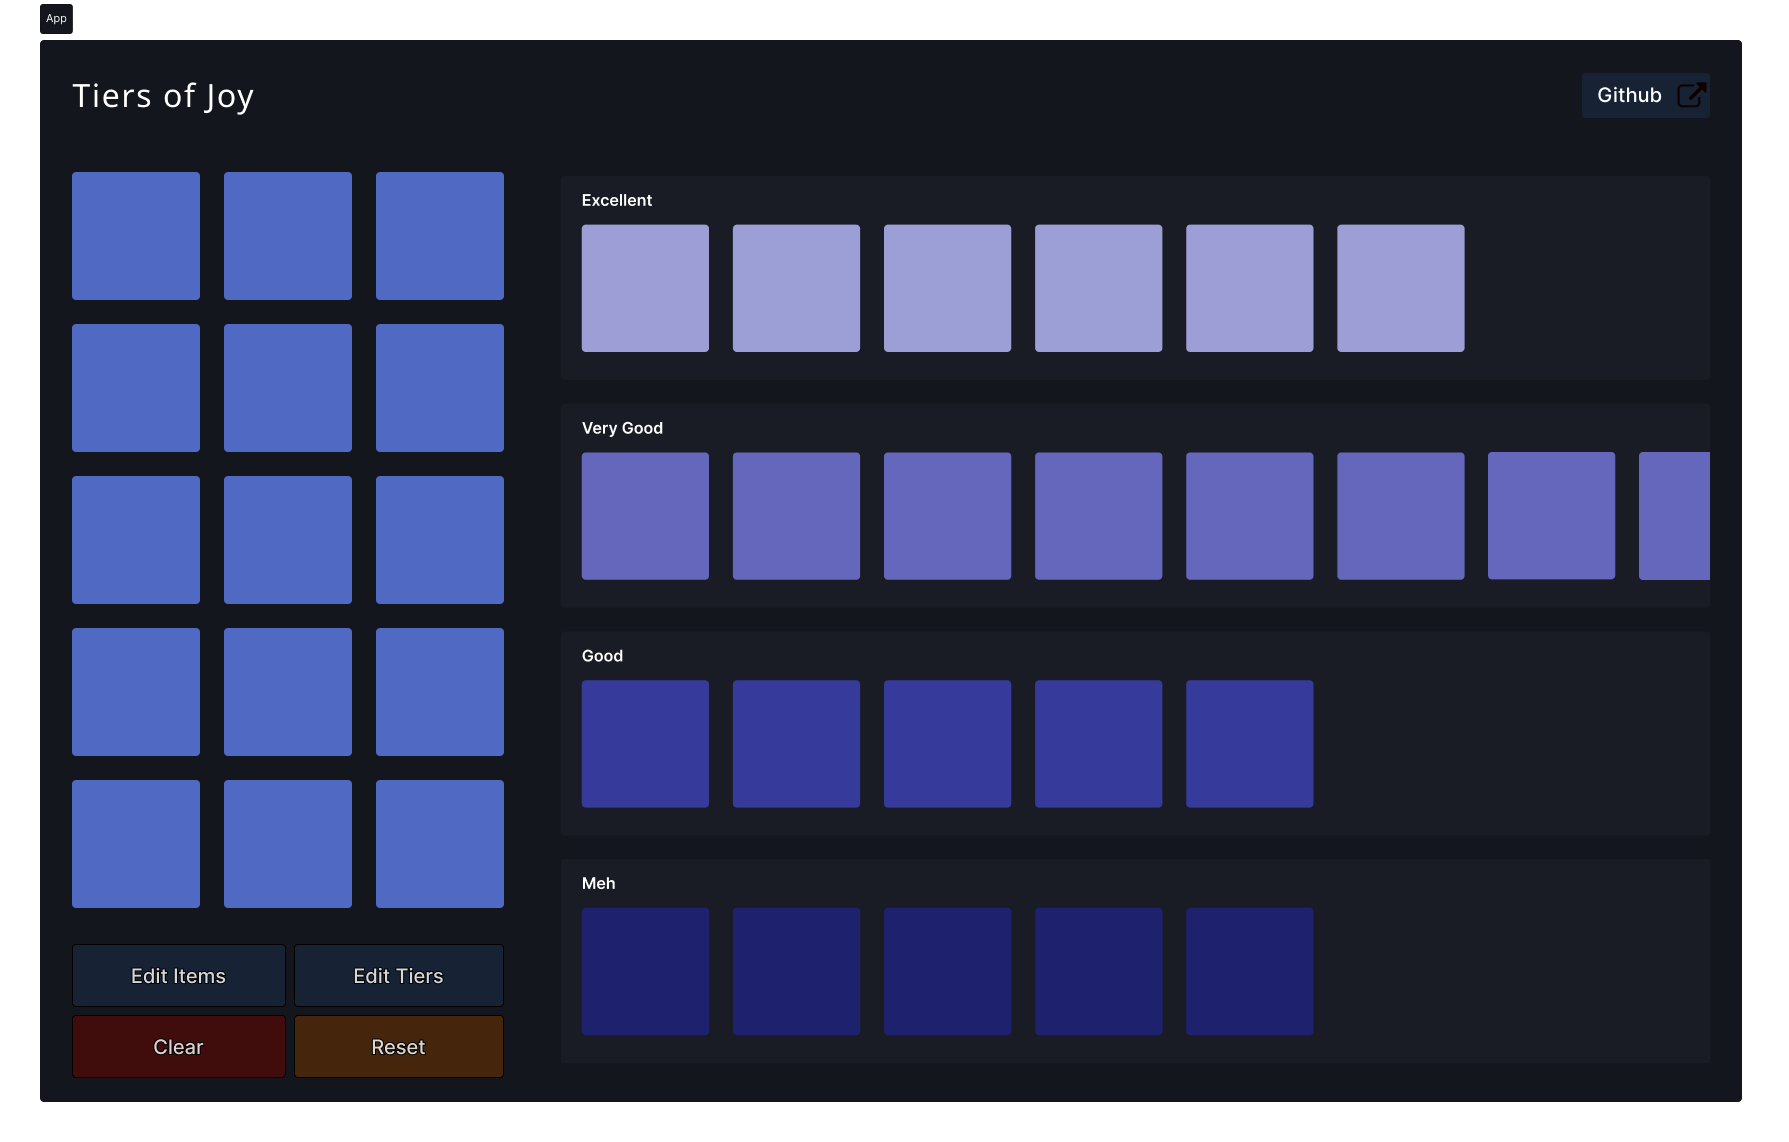 App
Tiers of Joy
Github
Excellent
Very Good
Good
Meh
Edit Items
Edit Tiers
Clear
Reset